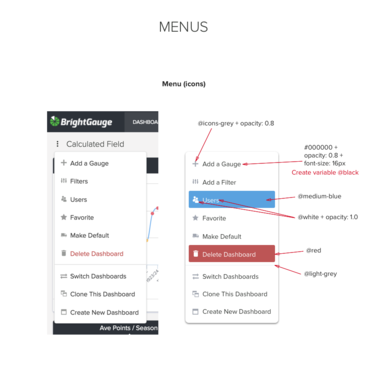 MENUS
Menu (icons)
BrightGauge DASHBOA
Calculated Field
Add a Gauge
Filters
Users
Favorite
Make Default
Delete Dashboard
Switch Dashboards
Clone This Dashboard
Create New Dashboard
Ave Points / Season
@icons-grey + opacity: 0.8
Add a Gauge
Add a Filter
Users
Favorite
Make Default
Delete Dashboard
Switch Dashboards
Clone This Dashboard
Create New Dashboard
#000000 +
opacity: 0.8 +
font-size: 16px
Create variable @black
@medium-blue
@white + opacity: 1.0
@red
@light-grey